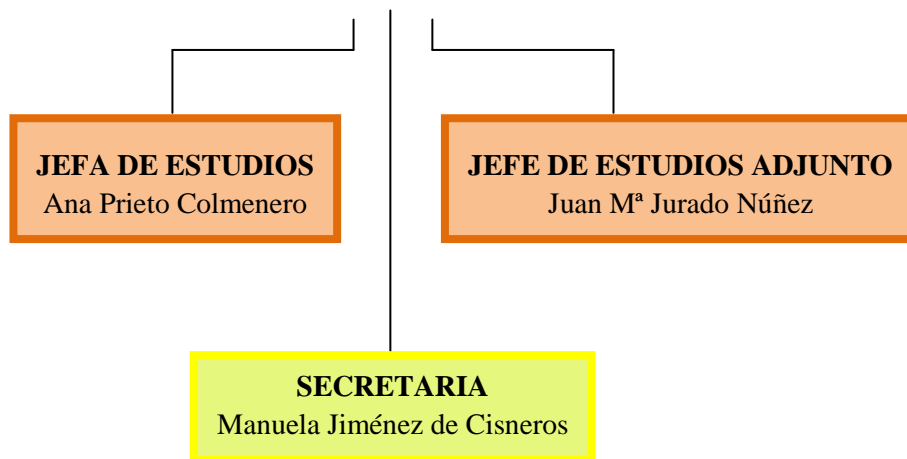 JEFA DE ESTUDIOS
Ana Prieto Colmenero
JEFE DE ESTUDIOS ADJUNTO
Juan Mª Jurado Núñez
SECRETARIA
Manuela Jiménez de Cisneros